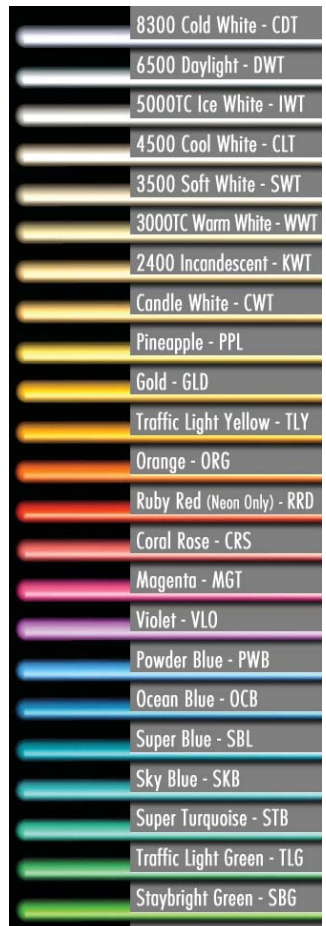 8300 Cold White - CDT
6500 Daylight - DWT
5000TC Ice White - IWT
4500 Cool White - CLT
3500 Soft White - SWT
3000TC Warm White - WWT
2400 Incandescent - KWT
Candle White - CWT
Pineapple - PPL
Gold - GLD
Traffic Light Yellow - TLY
Orange - ORG
Ruby Red (Neon Only) - RRD
Coral Rose - CRS
Magenta - MGT
Violet - VLO
Powder Blue - PWB
Ocean Blue - OCB
Super Blue - SBL
Sky Blue - SKB
Super Turquoise - STB
Traffic Light Green - TLG
Staybright Green - SBG